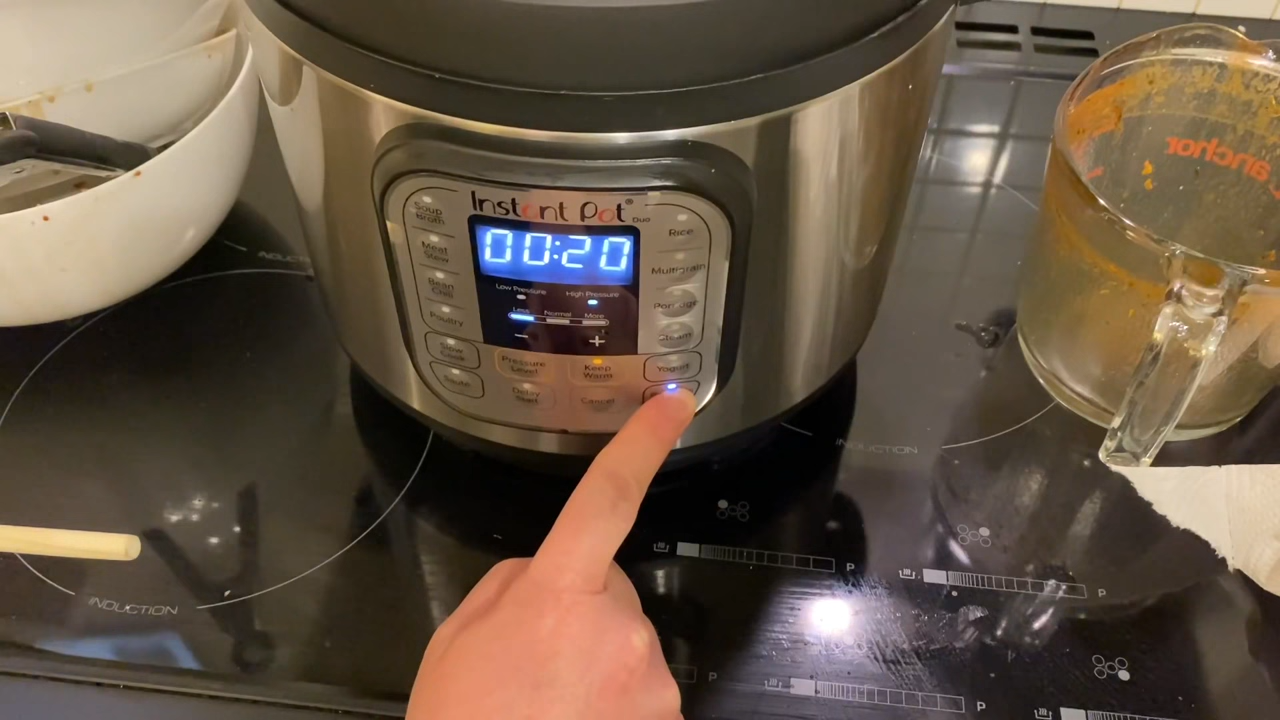 Instant Pot®
Duo
00:20
Low Pressure
High Pressure
Less
Normal
More
−
+
Soup
Broth
Meat
Stew
Bean
Chili
Poultry
Slow
Cook
Sauté
Pressure
Level
Keep
Warm
Delay
Start
Cancel
Rice
Multigrain
Porridge
Steam
Yogurt
anchor
INDUCTION
INDUCTION
INDUCTION
P
P
P
P